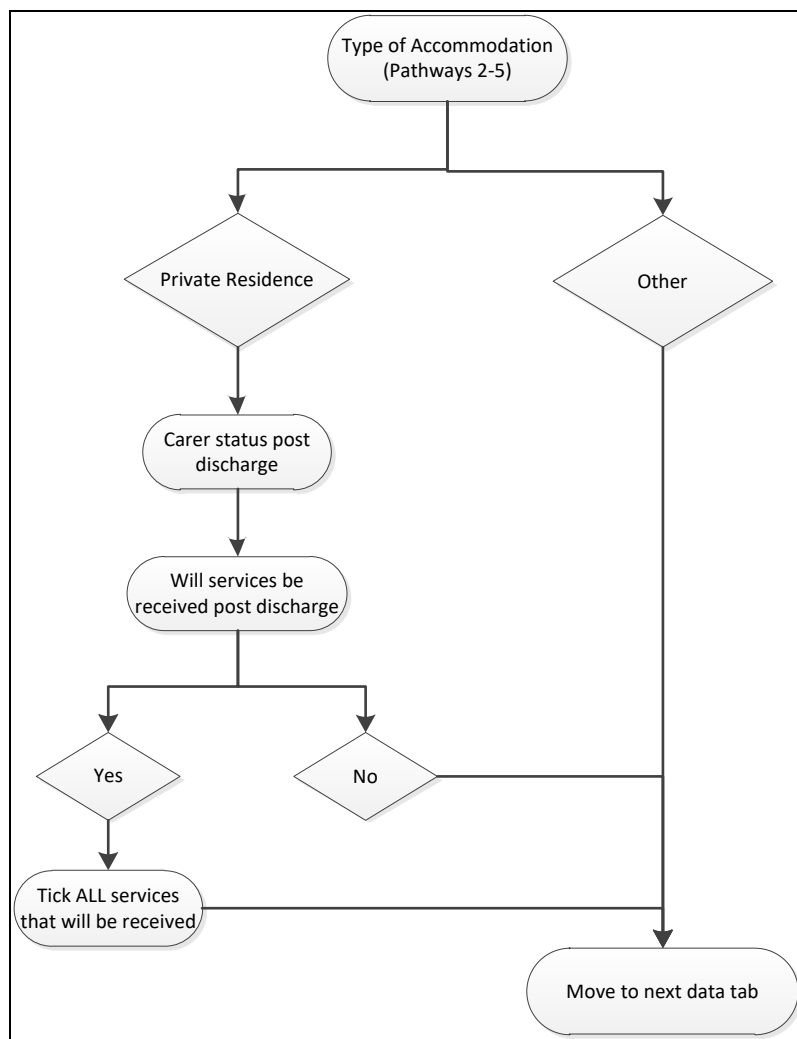 Type of Accommodation
(Pathways 2-5)
Private Residence
Other
Carer status post
discharge
Will services be
received post discharge
Yes
No
Tick ALL services
that will be received
Move to next data tab